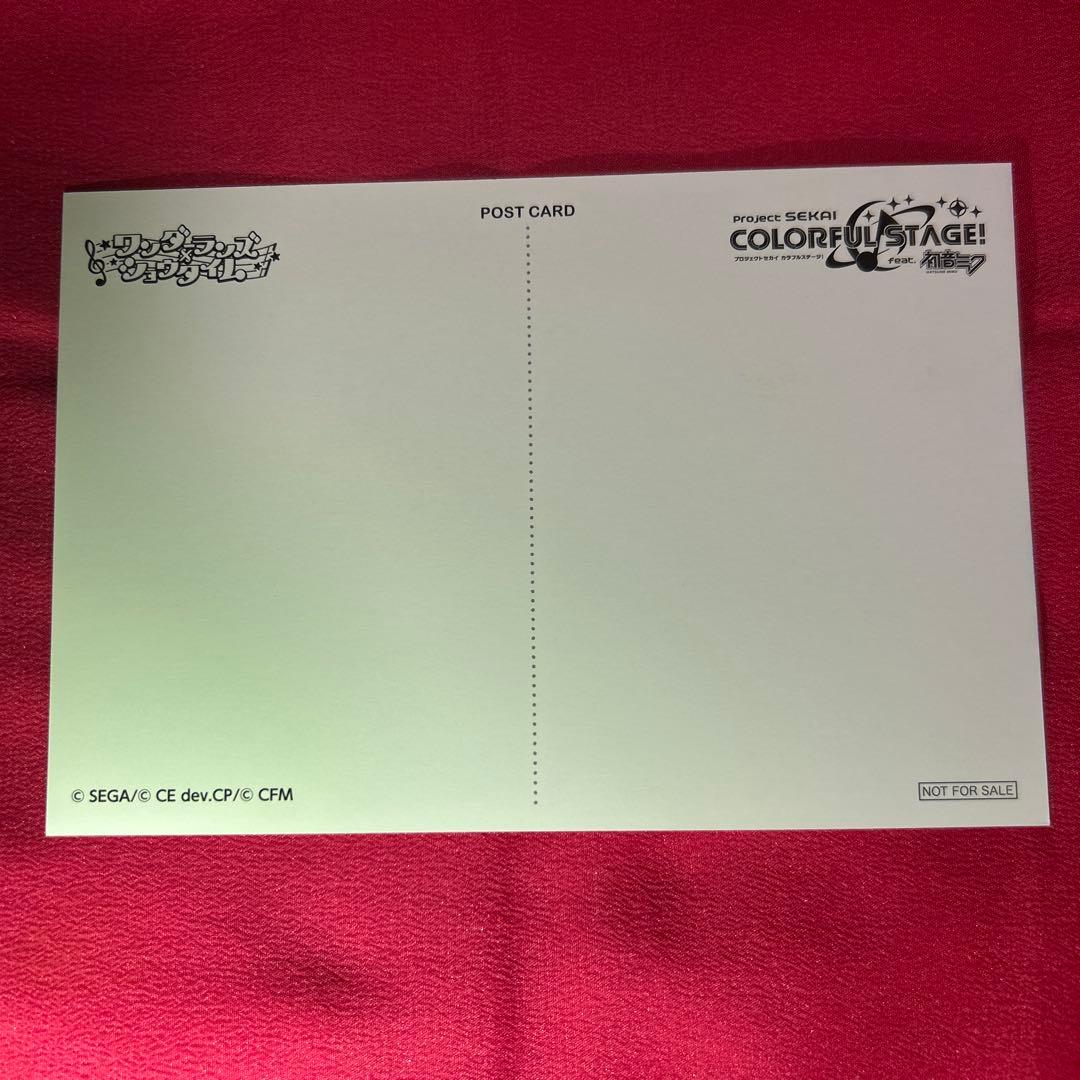 POST CARD
ワンダーランズ
×
ショウタイム
Project SEKAI
COLORFUL STAGE!
プロジェクトセカイ カラフルステージ!
feat. 初音ミク
HATSUNE MIKU
© SEGA/© CE dev.CP/© CFM
NOT FOR SALE